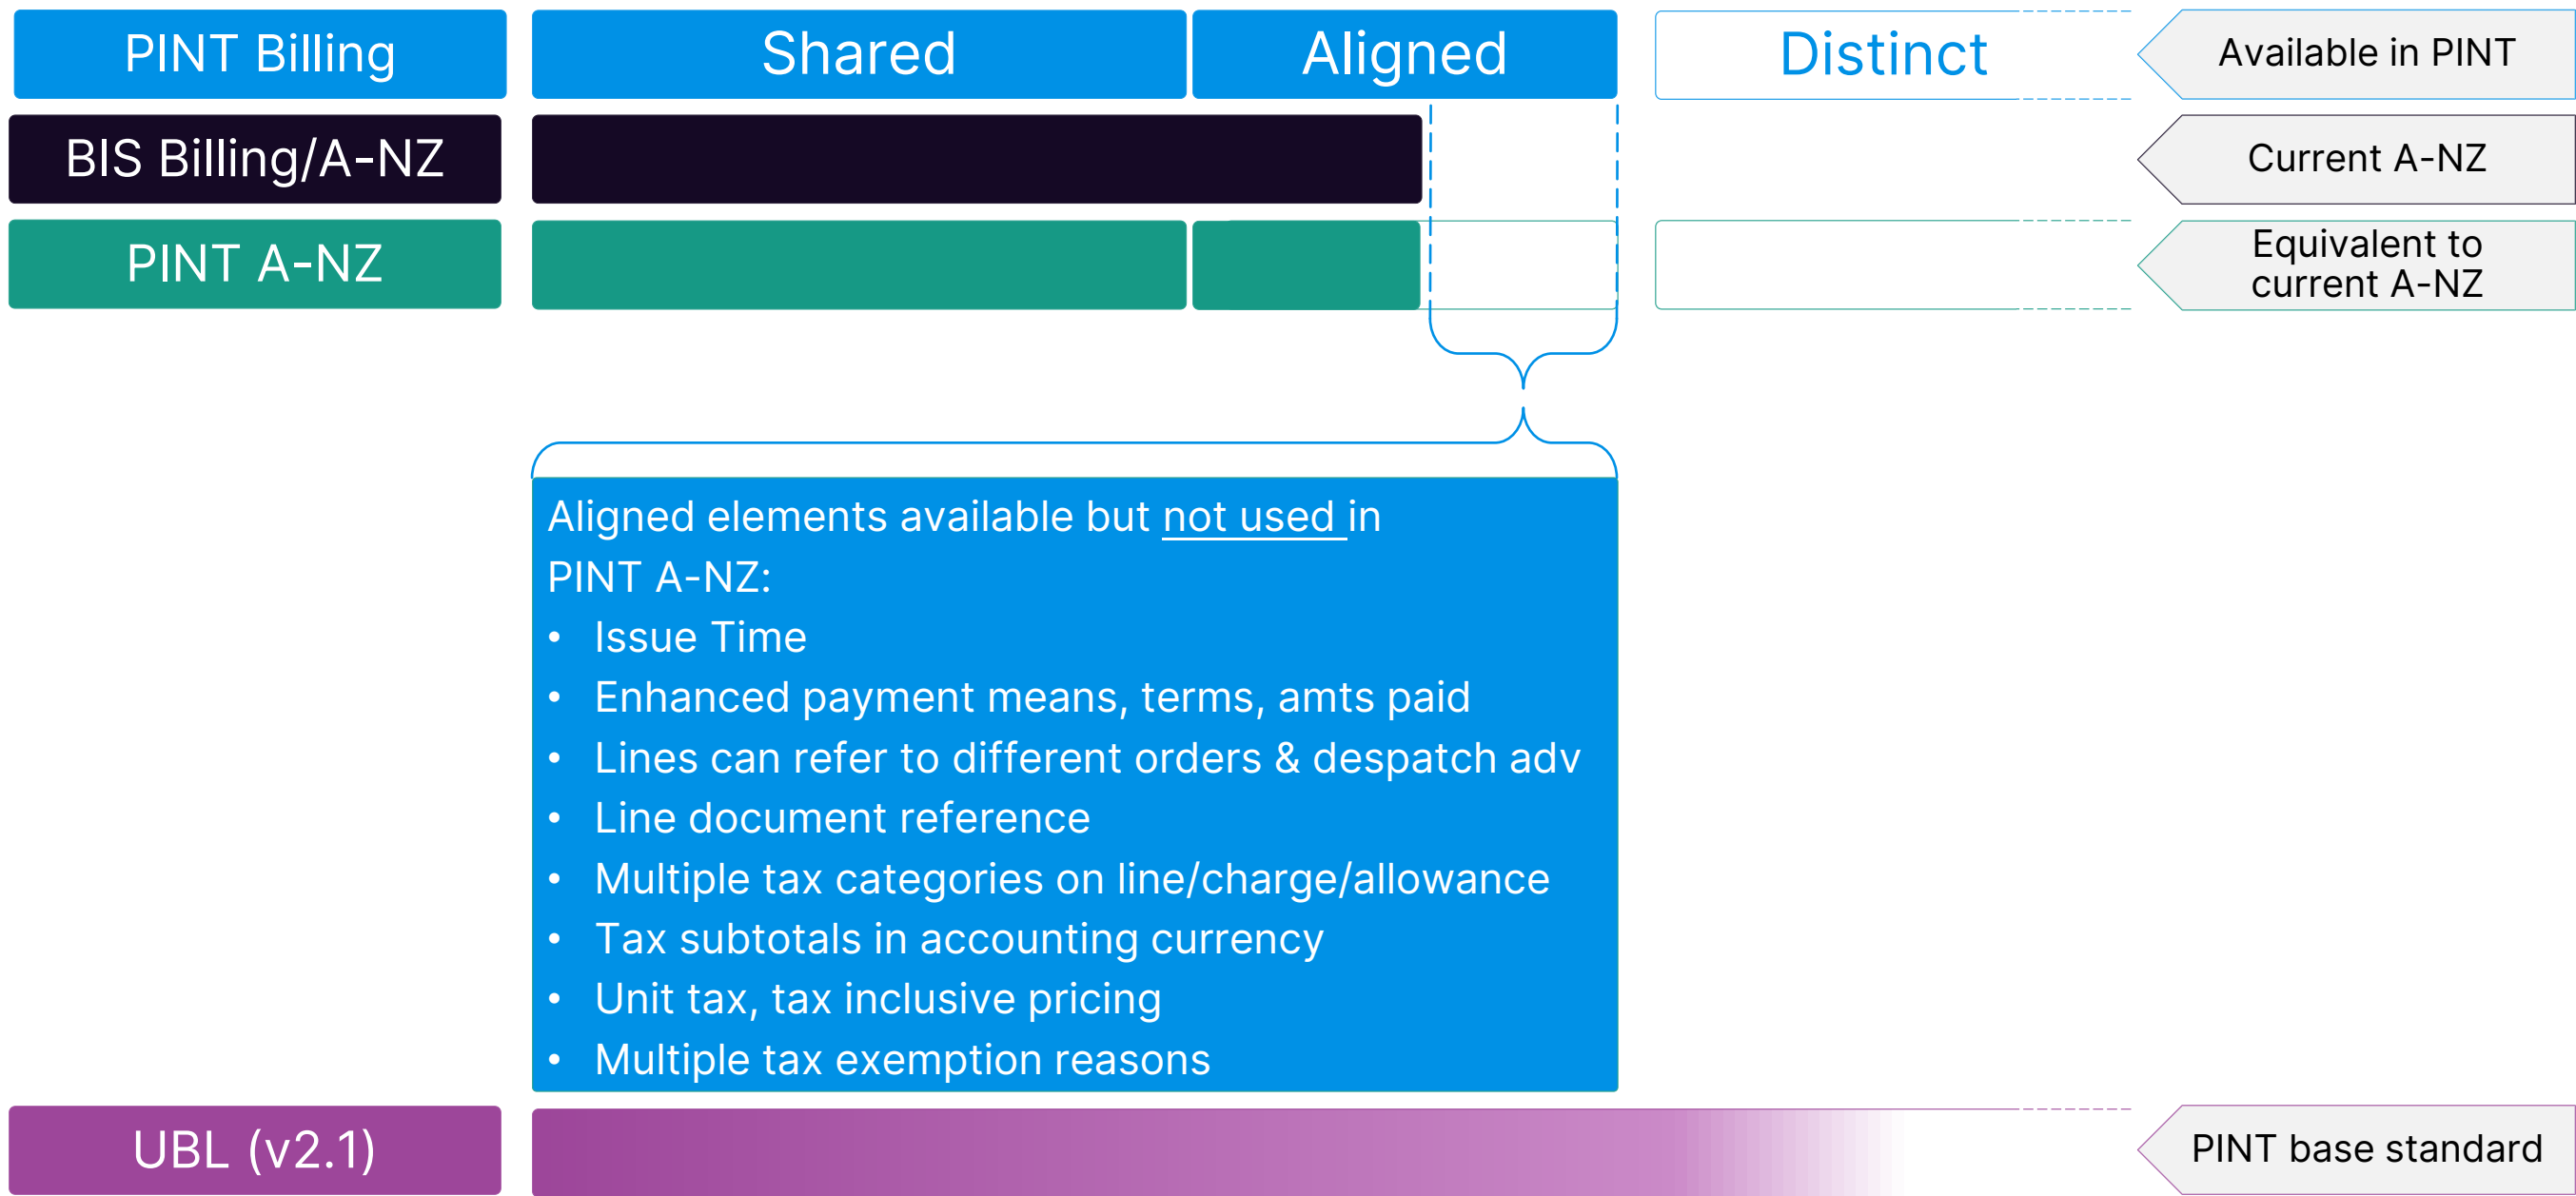 PINT Billing
Shared
Aligned
Distinct
Available in PINT
BIS Billing/A-NZ
Current A-NZ
PINT A-NZ
Equivalent to
current A-NZ
Aligned elements available but not used in
PINT A-NZ:
• Issue Time
• Enhanced payment means, terms, amts paid
• Lines can refer to different orders & despatch adv
• Line document reference
• Multiple tax categories on line/charge/allowance
• Tax subtotals in accounting currency
• Unit tax, tax inclusive pricing
• Multiple tax exemption reasons
UBL (v2.1)
PINT base standard